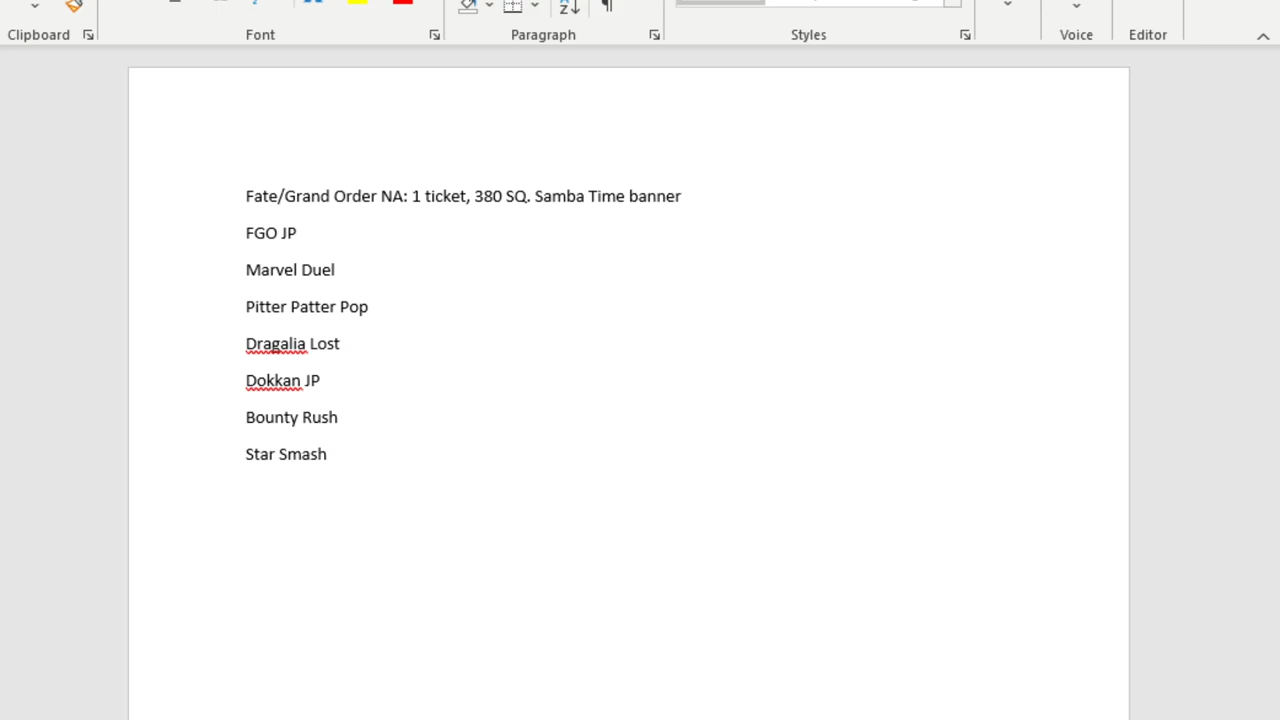 Clipboard
Font
Paragraph
Styles
Voice
Editor
Fate/Grand Order NA: 1 ticket, 380 SQ. Samba Time banner
FGO JP
Marvel Duel
Pitter Patter Pop
Dragalia Lost
Dokkan JP
Bounty Rush
Star Smash